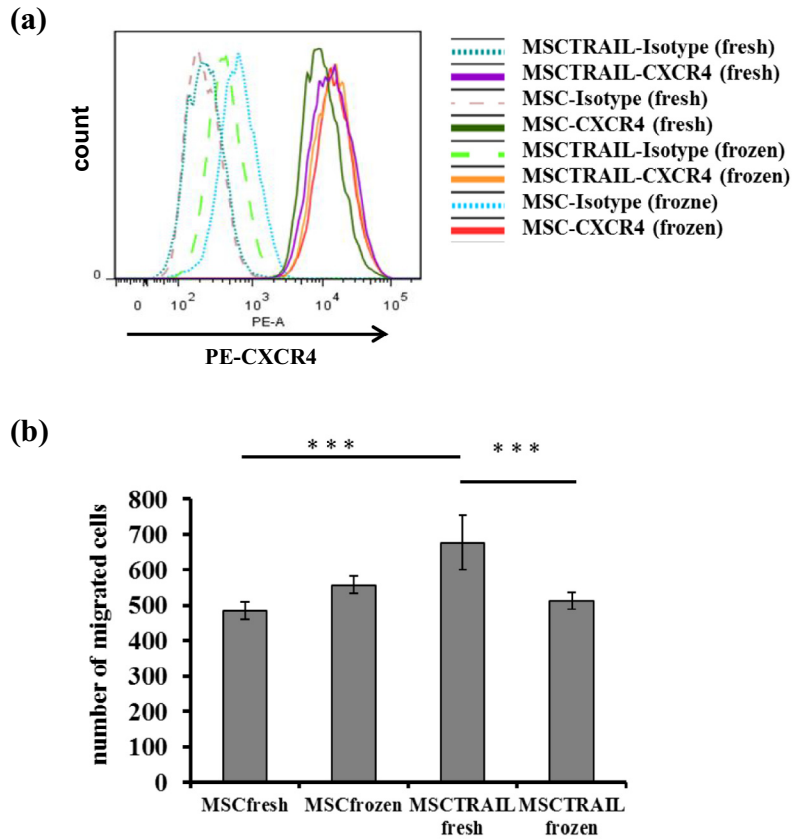 (a)
count
0
0 10² 10³ 10⁴ 10⁵
PE-A
PE-CXCR4
MSCTRAIL-Isotype (fresh)
MSCTRAIL-CXCR4 (fresh)
MSC-Isotype (fresh)
MSC-CXCR4 (fresh)
MSCTRAIL-Isotype (frozen)
MSCTRAIL-CXCR4 (frozen)
MSC-Isotype (frozne)
MSC-CXCR4 (frozen)
(b)
*** ***
number of migrated cells
800
700
600
500
400
300
200
100
0
MSCfresh MSCfrozen MSCTRAIL MSCTRAIL
fresh frozen